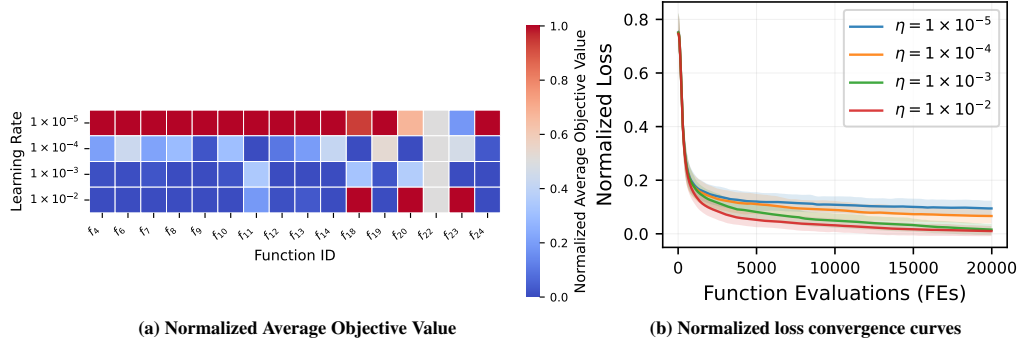 Learning Rate
1 × 10⁻⁵
1 × 10⁻⁴
1 × 10⁻³
1 × 10⁻²
f₄ f₆ f₇ f₈ f₉ f₁₀ f₁₁ f₁₂ f₁₃ f₁₄ f₁₈ f₁₉ f₂₀ f₂₂ f₂₃ f₂₄
Function ID
1.0
0.8
0.6
0.4
0.2
0.0
Normalized Average Objective Value
(a) Normalized Average Objective Value
Normalized Loss
0.8
0.6
0.4
0.2
0.0
η = 1 × 10⁻⁵
η = 1 × 10⁻⁴
η = 1 × 10⁻³
η = 1 × 10⁻²
0 5000 10000 15000 20000
Function Evaluations (FEs)
(b) Normalized loss convergence curves